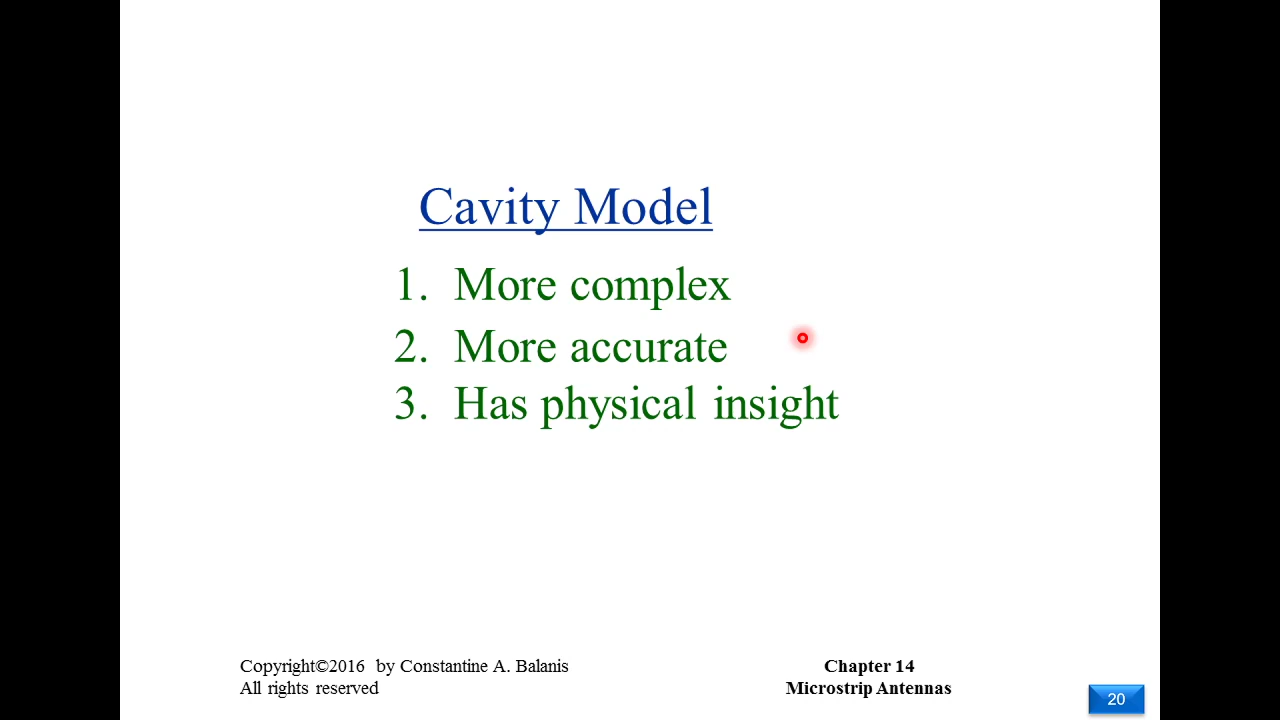 Cavity Model
1. More complex
2. More accurate
3. Has physical insight
Copyright©2016 by Constantine A. Balanis
All rights reserved
Chapter 14
Microstrip Antennas
20